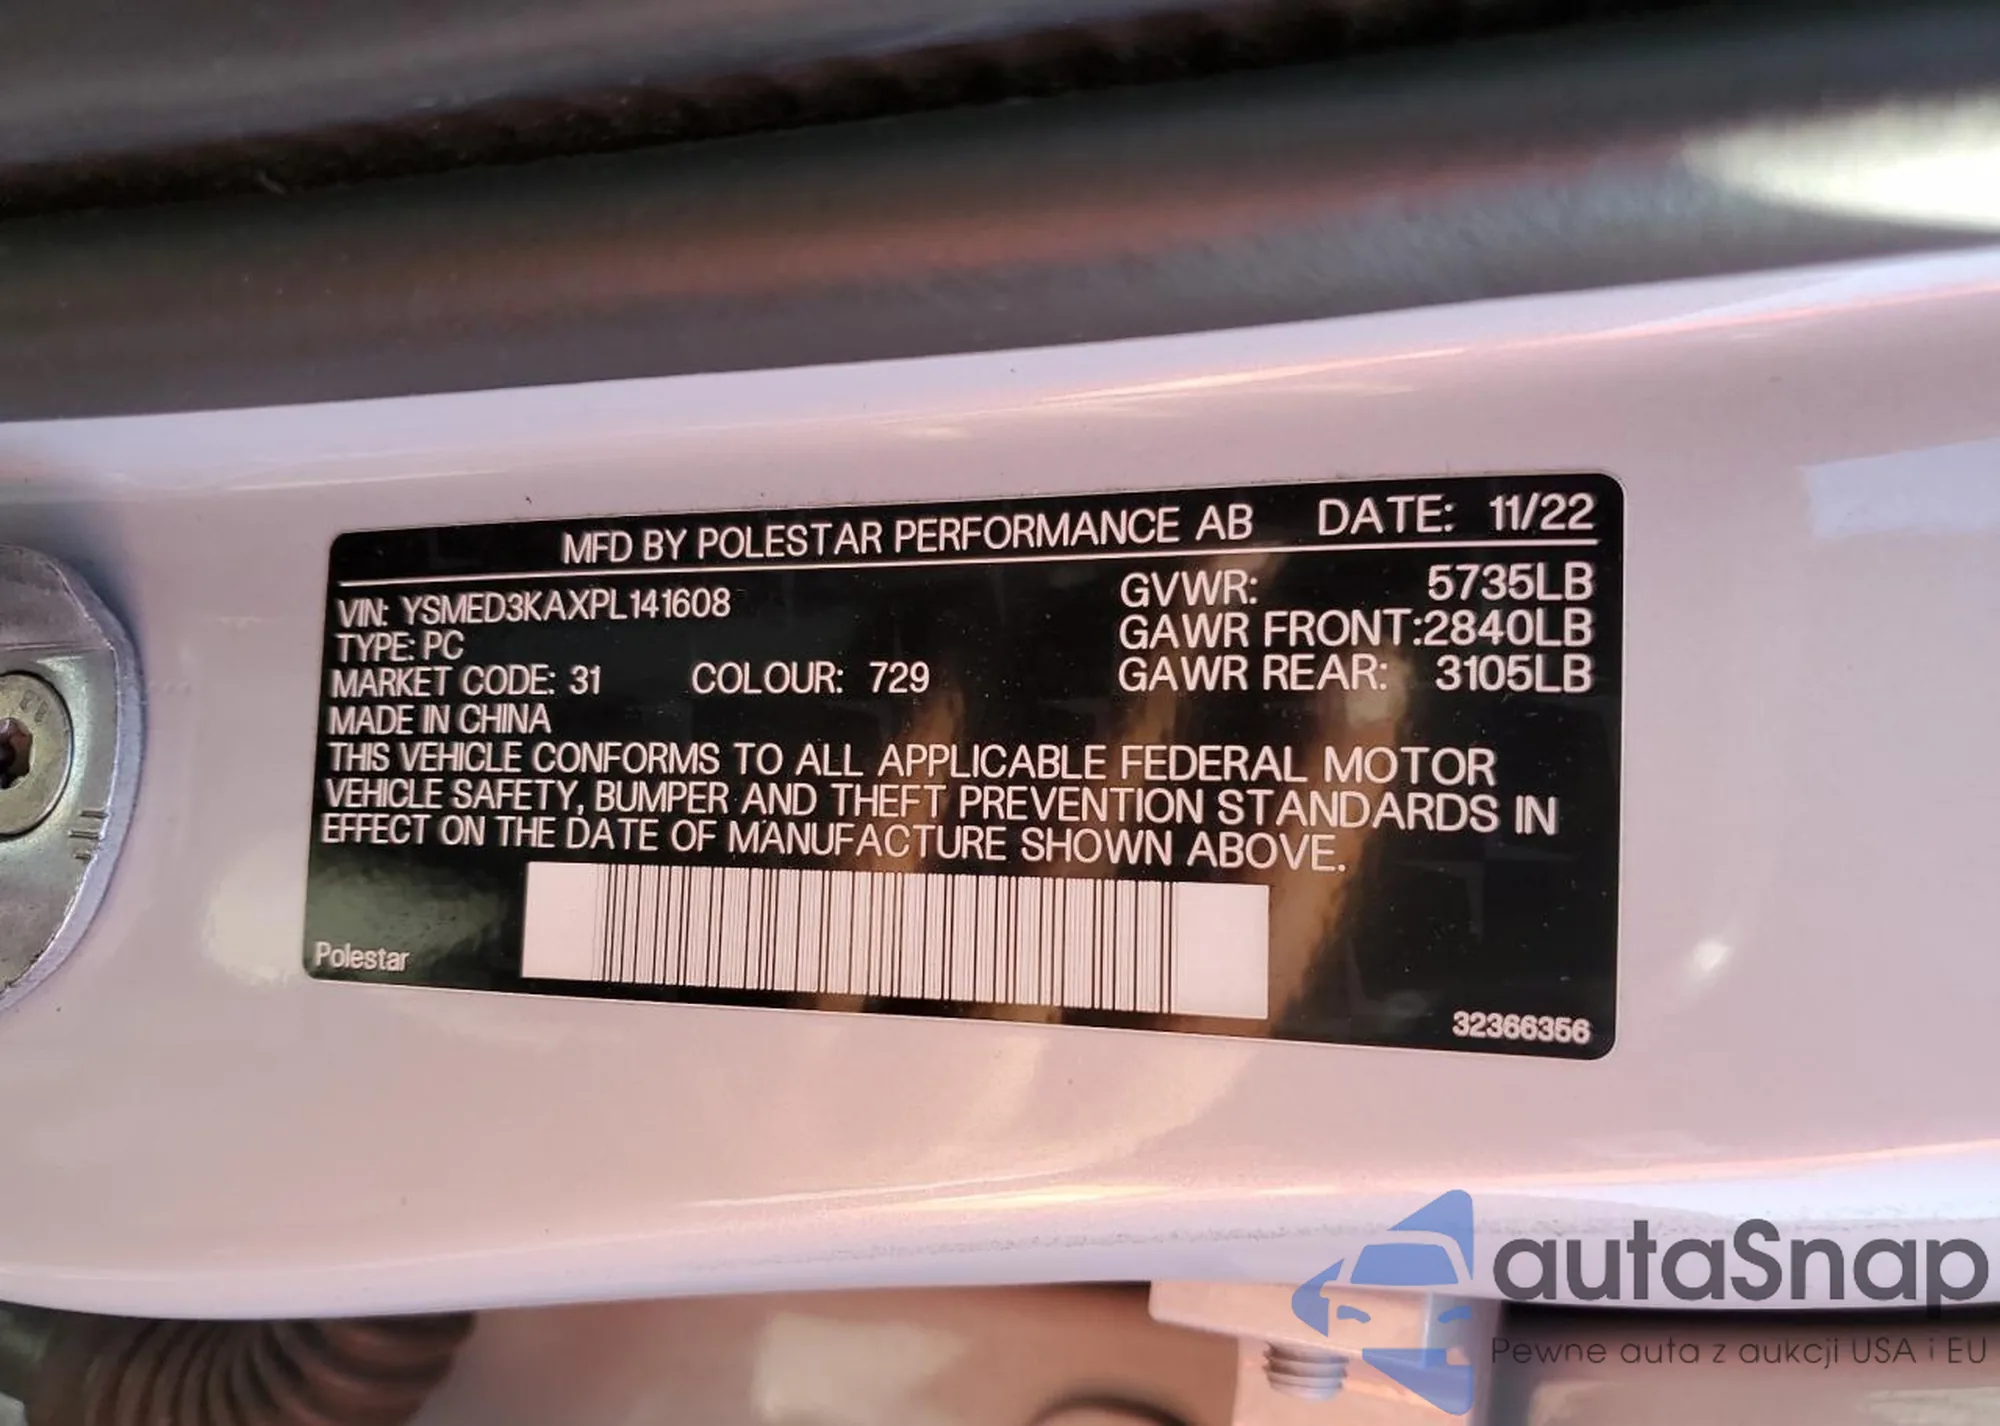 MFD BY POLESTAR PERFORMANCE AB DATE: 11/22
VIN: YSMED3KAXPL141608 GVWR: 5735LB
TYPE: PC GAWR FRONT:2840LB
MARKET CODE: 31 COLOUR: 729 GAWR REAR: 3105LB
MADE IN CHINA
THIS VEHICLE CONFORMS TO ALL APPLICABLE FEDERAL MOTOR
VEHICLE SAFETY, BUMPER AND THEFT PREVENTION STANDARDS IN
EFFECT ON THE DATE OF MANUFACTURE SHOWN ABOVE.
Polestar
32366356
autaSnap
Pewne auta z aukcji USA i EU